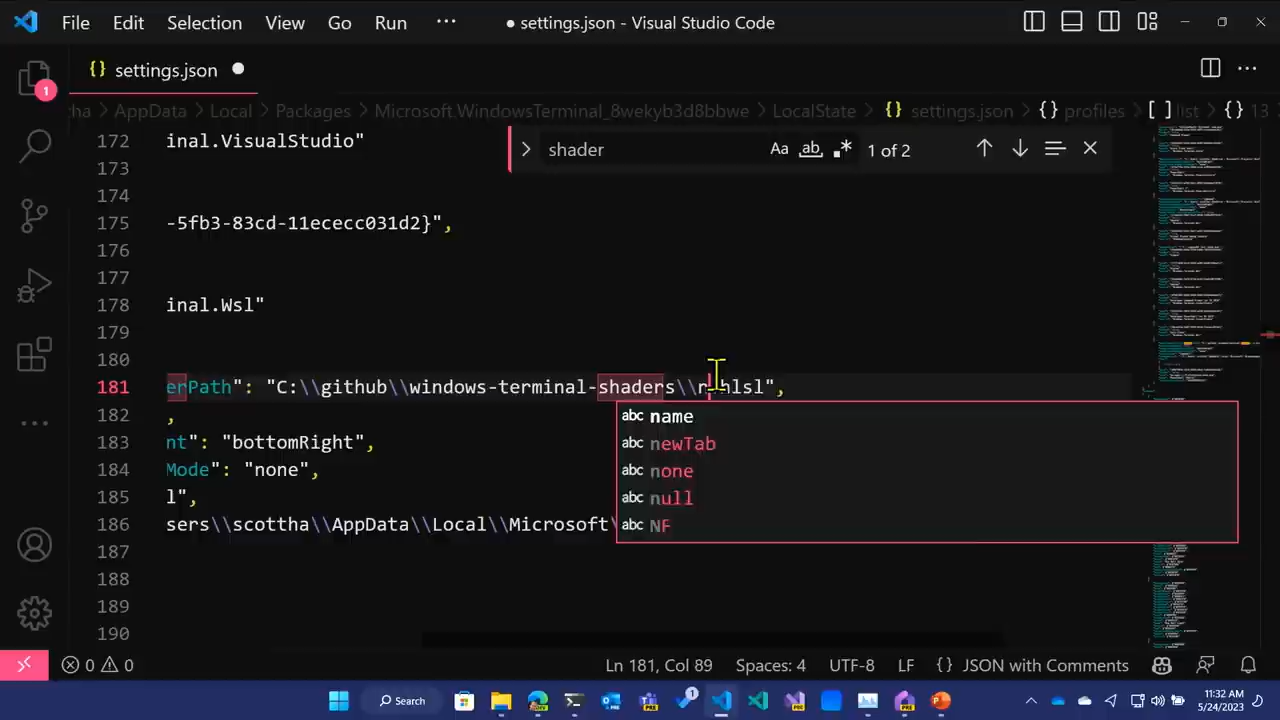 File Edit Selection View Go Run ··· ● settings.json - Visual Studio Code
{} settings.json ●
1
ha > AppData > Local > Packages > Microsoft.WindowsTerminal_8wekyb3d8bbwe > LocalState > {} settings.json > {} profiles > [ ] list > {} 13
shader Aa ab .* 1 of 2
172 inal.VisualStudio"
173
174
175 -5fb3-83cd-11ececc031d2}",
176
177
178 inal.Wsl"
179
180
181 erPath": "C:\\github\\windows-terminal-shaders\\n.hlsl",
182 ,
183 nt": "bottomRight",
184 Mode": "none",
185 l",
186 sers\\scottha\\AppData\\Local\\Microsoft\
187
188
189
190
abc name
abc newTab
abc none
abc null
abc NF
0 0 Ln 181, Col 89 Spaces: 4 UTF-8 LF {} JSON with Comments
Search 1 11:32 AM
5/24/2023